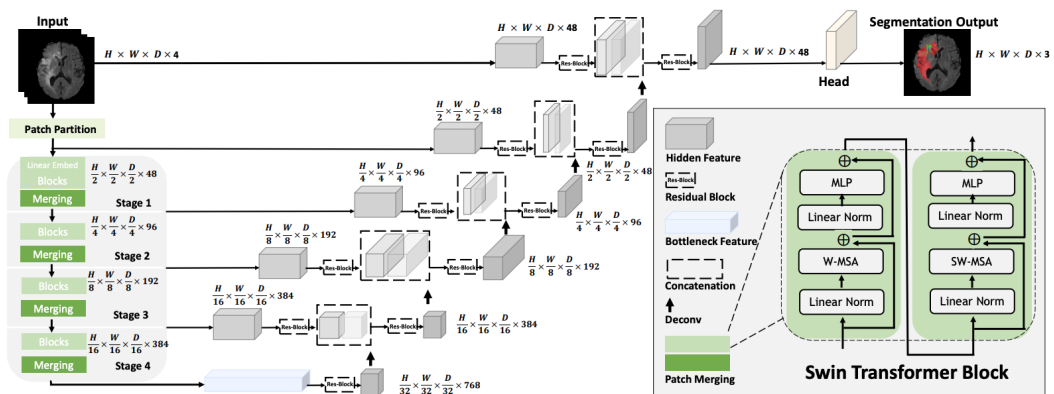 Input
H × W × D × 4
H × W × D × 48
Res-Block
Res-Block
H × W × D × 48
Head
Segmentation Output
H × W × D × 3
Patch Partition
H/2 × W/2 × D/2 × 48
Res-Block
Res-Block
H/2 × W/2 × D/2 × 48
Linear Embed
Blocks
H/2 × W/2 × D/2 × 48
Merging
Stage 1
H/4 × W/4 × D/4 × 96
Res-Block
Res-Block
H/4 × W/4 × D/4 × 96
Blocks
H/4 × W/4 × D/4 × 96
Merging
Stage 2
H/8 × W/8 × D/8 × 192
Res-Block
Res-Block
H/8 × W/8 × D/8 × 192
Blocks
H/8 × W/8 × D/8 × 192
Merging
Stage 3
H/16 × W/16 × D/16 × 384
Res-Block
Res-Block
H/16 × W/16 × D/16 × 384
Blocks
H/16 × W/16 × D/16 × 384
Merging
Stage 4
Res-Block
H/32 × W/32 × D/32 × 768
Hidden Feature
Res-Block
Residual Block
Bottleneck Feature
Concatenation
Deconv
Patch Merging
MLP
Linear Norm
W-MSA
Linear Norm
MLP
Linear Norm
SW-MSA
Linear Norm
Swin Transformer Block